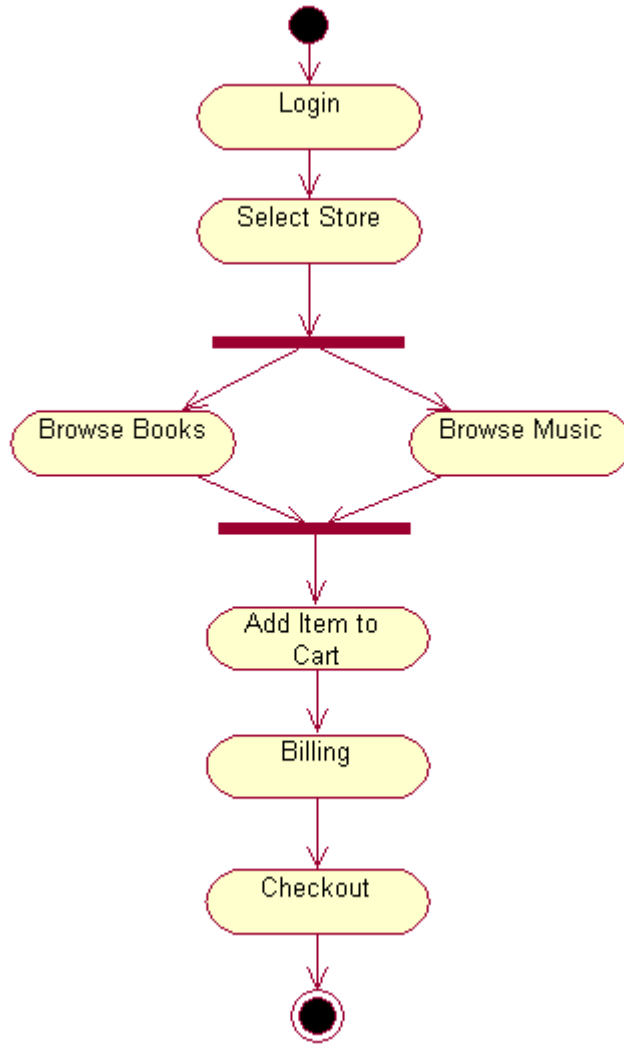 Login
Select Store
Browse Books
Browse Music
Add Item to
Cart
Billing
Checkout